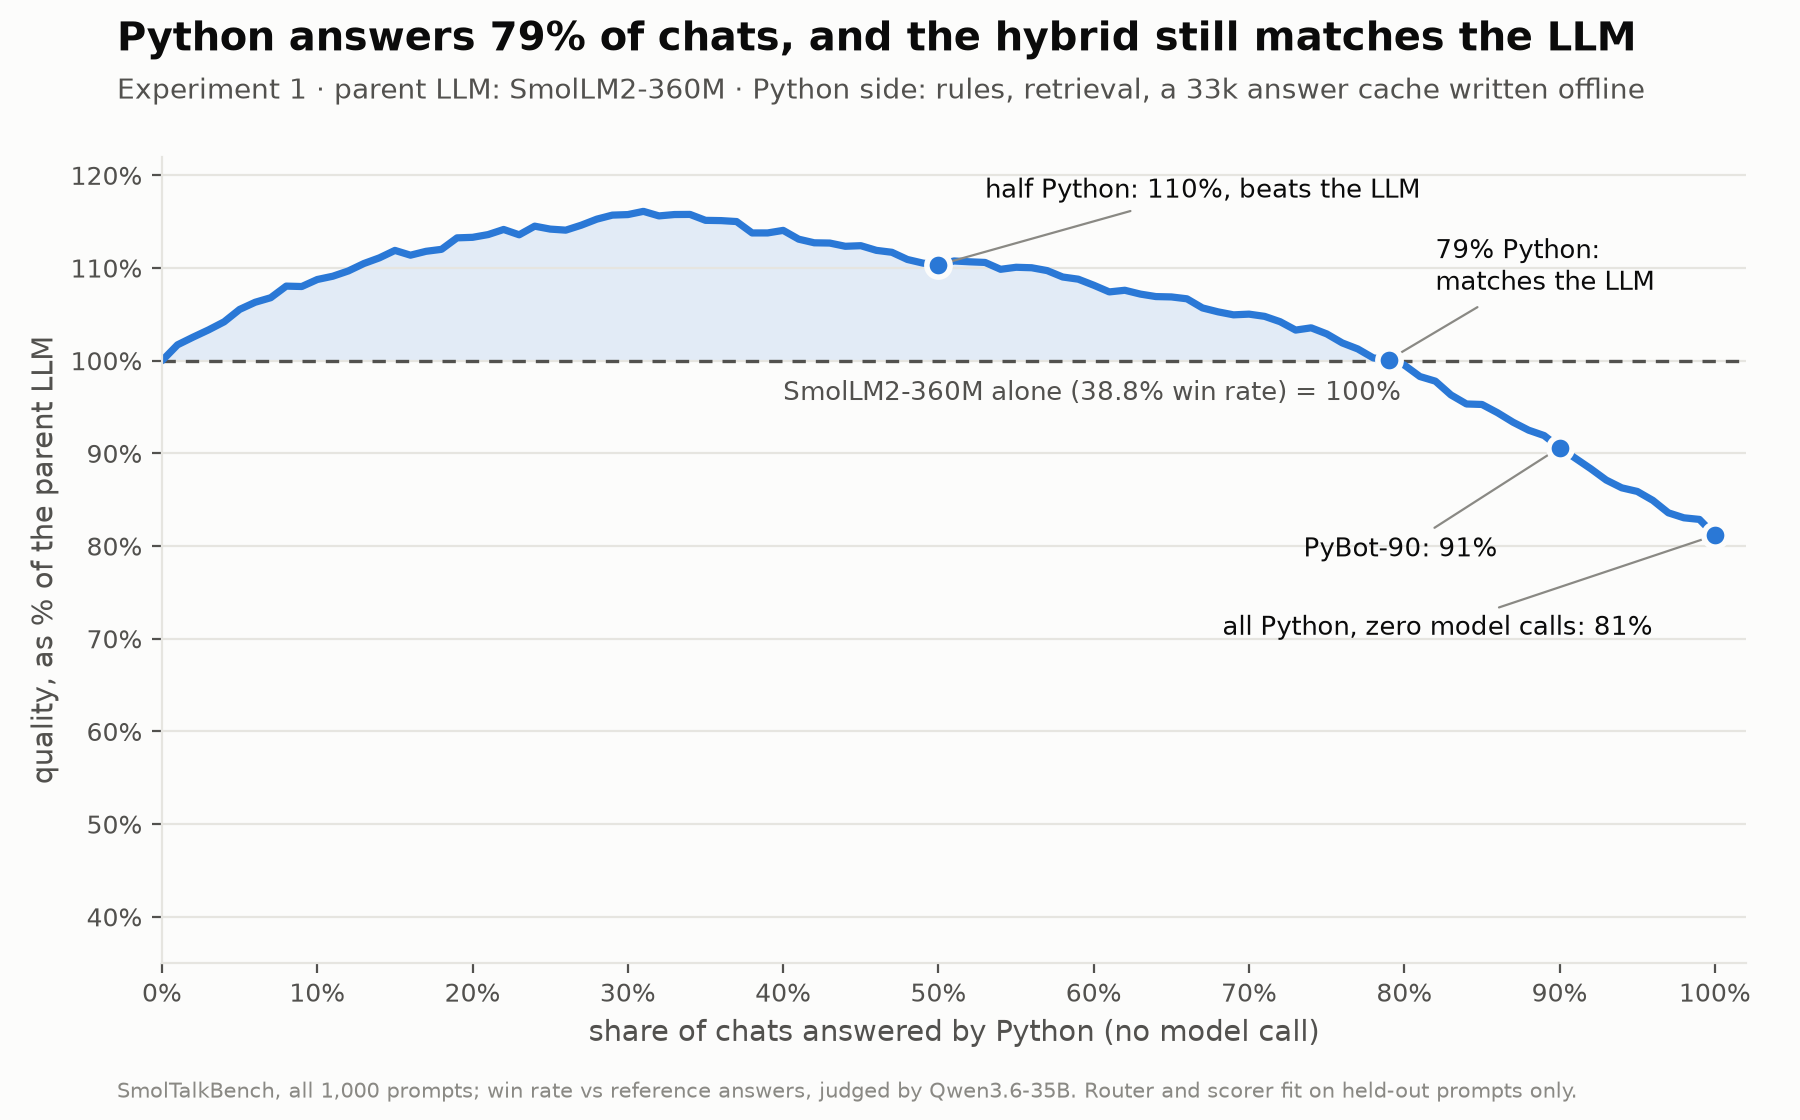 Python answers 79% of chats, and the hybrid still matches the LLM
Experiment 1 · parent LLM: SmolLM2-360M · Python side: rules, retrieval, a 33k answer cache written offline
quality, as % of the parent LLM
120%
110%
100%
90%
80%
70%
60%
50%
40%
half Python: 110%, beats the LLM
79% Python:
matches the LLM
SmolLM2-360M alone (38.8% win rate) = 100%
PyBot-90: 91%
all Python, zero model calls: 81%
0%
10%
20%
30%
40%
50%
60%
70%
80%
90%
100%
share of chats answered by Python (no model call)
SmolTalkBench, all 1,000 prompts; win rate vs reference answers, judged by Qwen3.6-35B. Router and scorer fit on held-out prompts only.